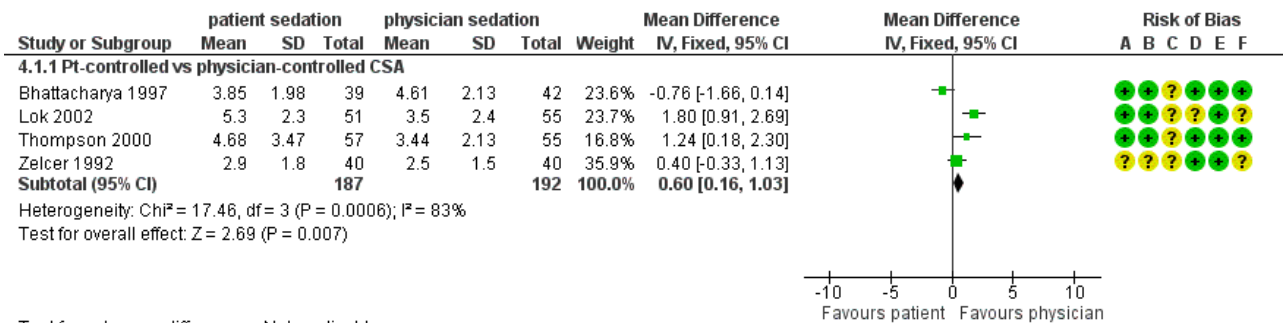 patient sedation physician sedation Mean Difference Mean Difference Risk of Bias
Study or Subgroup Mean SD Total Mean SD Total Weight IV, Fixed, 95% CI IV, Fixed, 95% CI A B C D E F
4.1.1 Pt-controlled vs physician-controlled CSA
Bhattacharya 1997 3.85 1.98 39 4.61 2.13 42 23.6% -0.76 [-1.66, 0.14] + + ? + + +
Lok 2002 5.3 2.3 51 3.5 2.4 55 23.7% 1.80 [0.91, 2.69] + + ? ? + ?
Thompson 2000 4.68 3.47 57 3.44 2.13 55 16.8% 1.24 [0.18, 2.30] + + ? + + +
Zelcer 1992 2.9 1.8 40 2.5 1.5 40 35.9% 0.40 [-0.33, 1.13] ? ? ? + + ?
Subtotal (95% CI) 187 192 100.0% 0.60 [0.16, 1.03]
Heterogeneity: Chi² = 17.46, df = 3 (P = 0.0006); I² = 83%
Test for overall effect: Z = 2.69 (P = 0.007)
-10 -5 0 5 10
Favours patient Favours physician